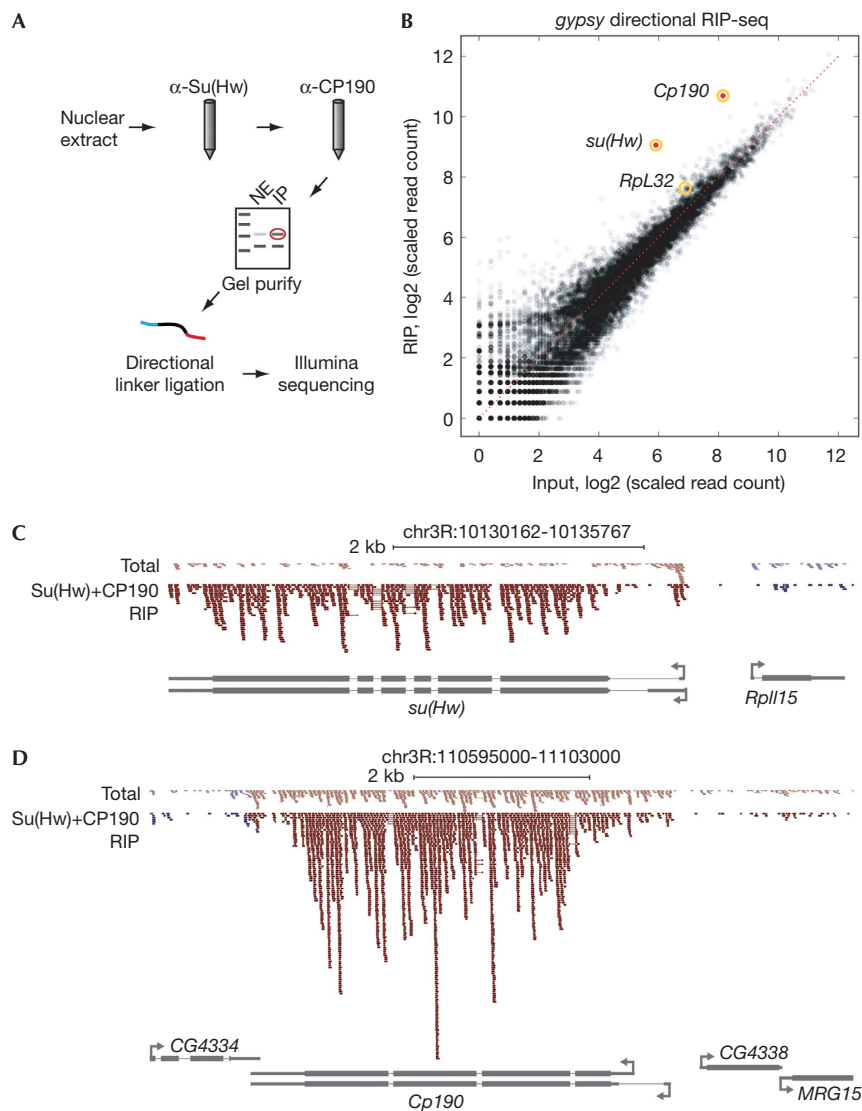 A
α-Su(Hw)
α-CP190
Nuclear
extract
NE
IP
Gel purify
Directional
linker ligation
Illumina
sequencing
B
gypsy directional RIP-seq
RIP, log2 (scaled read count)
12
10
8
6
4
2
0
Cp190
su(Hw)
RpL32
0 2 4 6 8 10 12
Input, log2 (scaled read count)
C
chr3R:10130162-10135767
2 kb
Total
Su(Hw)+CP190
RIP
su(Hw)
RpII15
D
chr3R:110595000-11103000
2 kb
Total
Su(Hw)+CP190
RIP
CG4334
Cp190
CG4338
MRG15